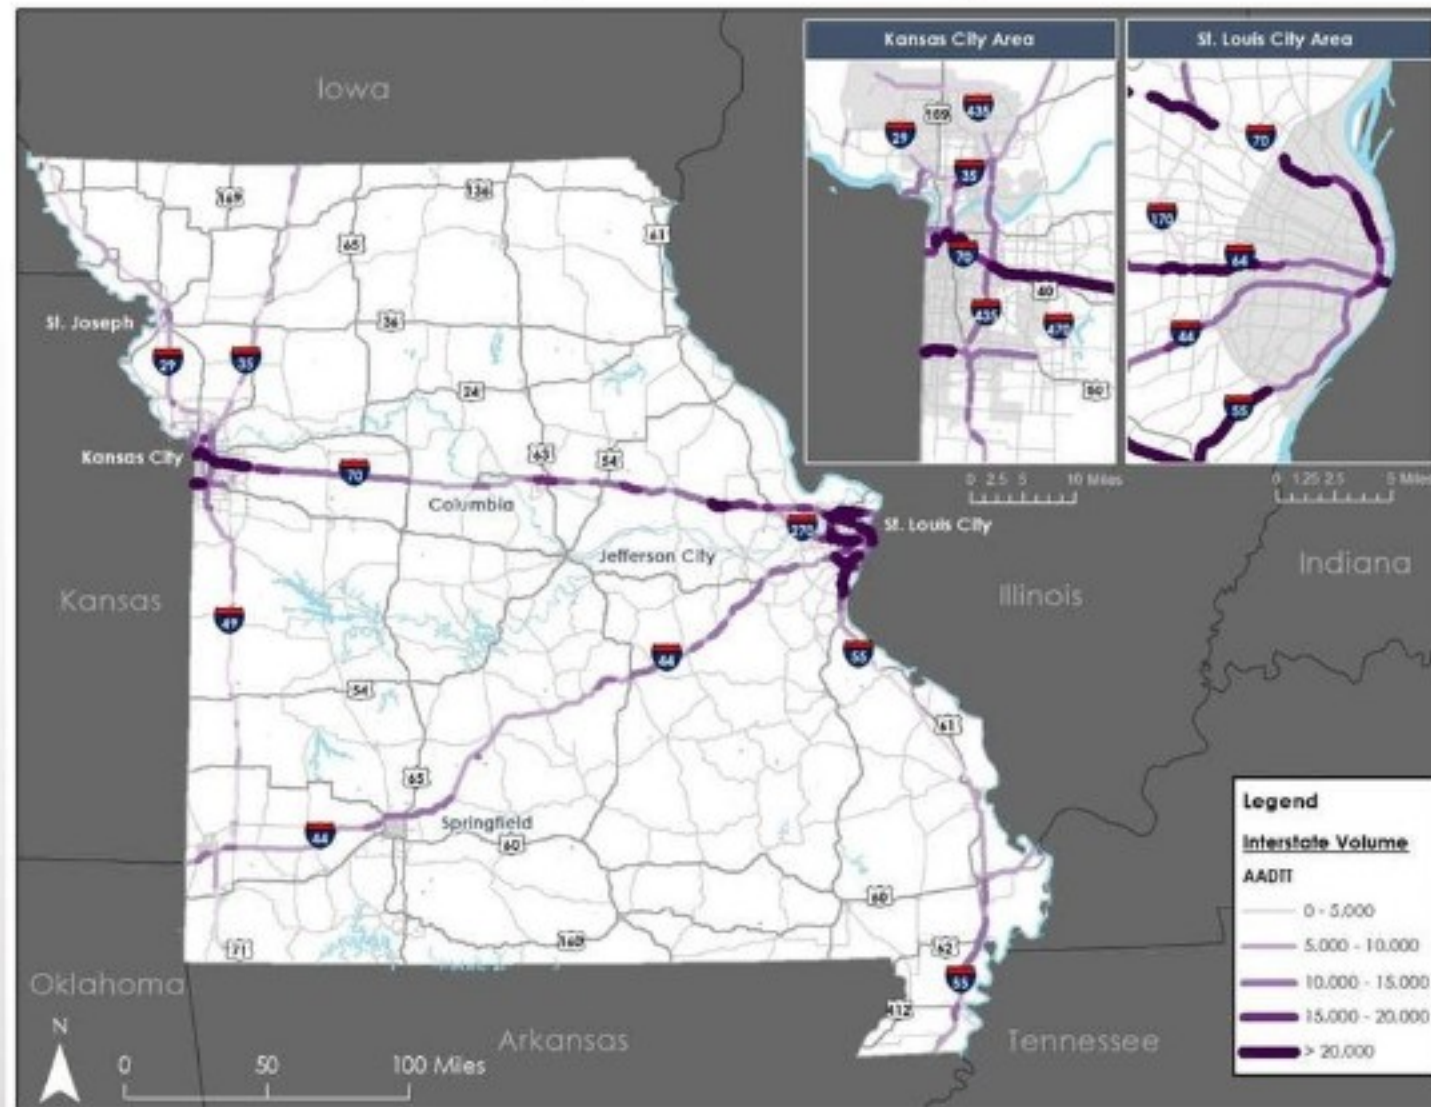 Kansas City Area
St. Louis City Area
Iowa
435
169
29
70
35
170
64
70
40
435
470
44
50
55
0 2.5 5 10 Miles
0 1.25 2.5 5 Miles
169
136
65
61
St. Joseph
36
29
35
24
Kansas City
70
63
54
Columbia
270
St. Louis City
Jefferson City
Kansas
Illinois
Indiana
49
44
55
54
61
65
Springfield
44
60
60
71
160
62
55
412
Oklahoma
Arkansas
Tennessee
N
0 50 100 Miles
Legend
Interstate Volume
AADTT
0 - 5,000
5,000 - 10,000
10,000 - 15,000
15,000 - 20,000
> 20,000